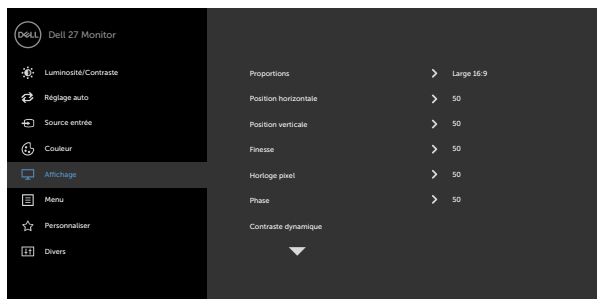 DELL
Dell 27 Monitor
Luminosité/Contraste
Réglage auto
Source entrée
Couleur
Affichage
Menu
Personnaliser
Divers
Proportions Large 16:9
Position horizontale 50
Position verticale 50
Finesse 50
Horloge pixel 50
Phase 50
Contraste dynamique